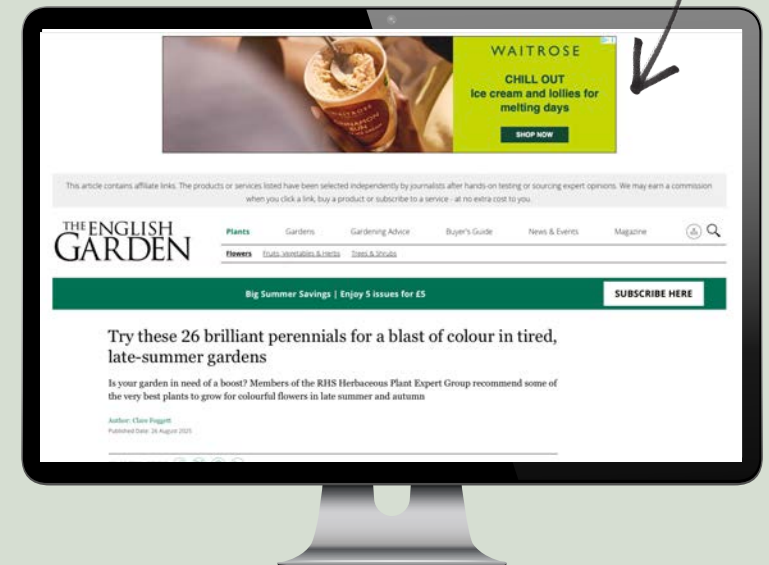 WAITROSE
CHILL OUT
ice cream and lollies for
melting days
SHOP NOW
This article contains affiliate links. The products or services listed have been selected independently by journalists after hands-on testing or sourcing expert opinions. We may earn a commission
when you click a link, buy a product or subscribe to a service - at no extra cost to you.
THE ENGLISH
GARDEN
Plants Gardens Gardening Advice Buyer's Guide News & Events Magazine
Flowers Fruits, Vegetables & Herbs Trees & Shrubs
Big Summer Savings | Enjoy 5 issues for £5
SUBSCRIBE HERE
Try these 26 brilliant perennials for a blast of colour in tired,
late-summer gardens
Is your garden in need of a boost? Members of the RHS Herbaceous Plant Expert Group recommend some of
the very best plants to grow for colourful flowers in late summer and autumn
Author: Clare Foggett
Published Date: 26 August 2025